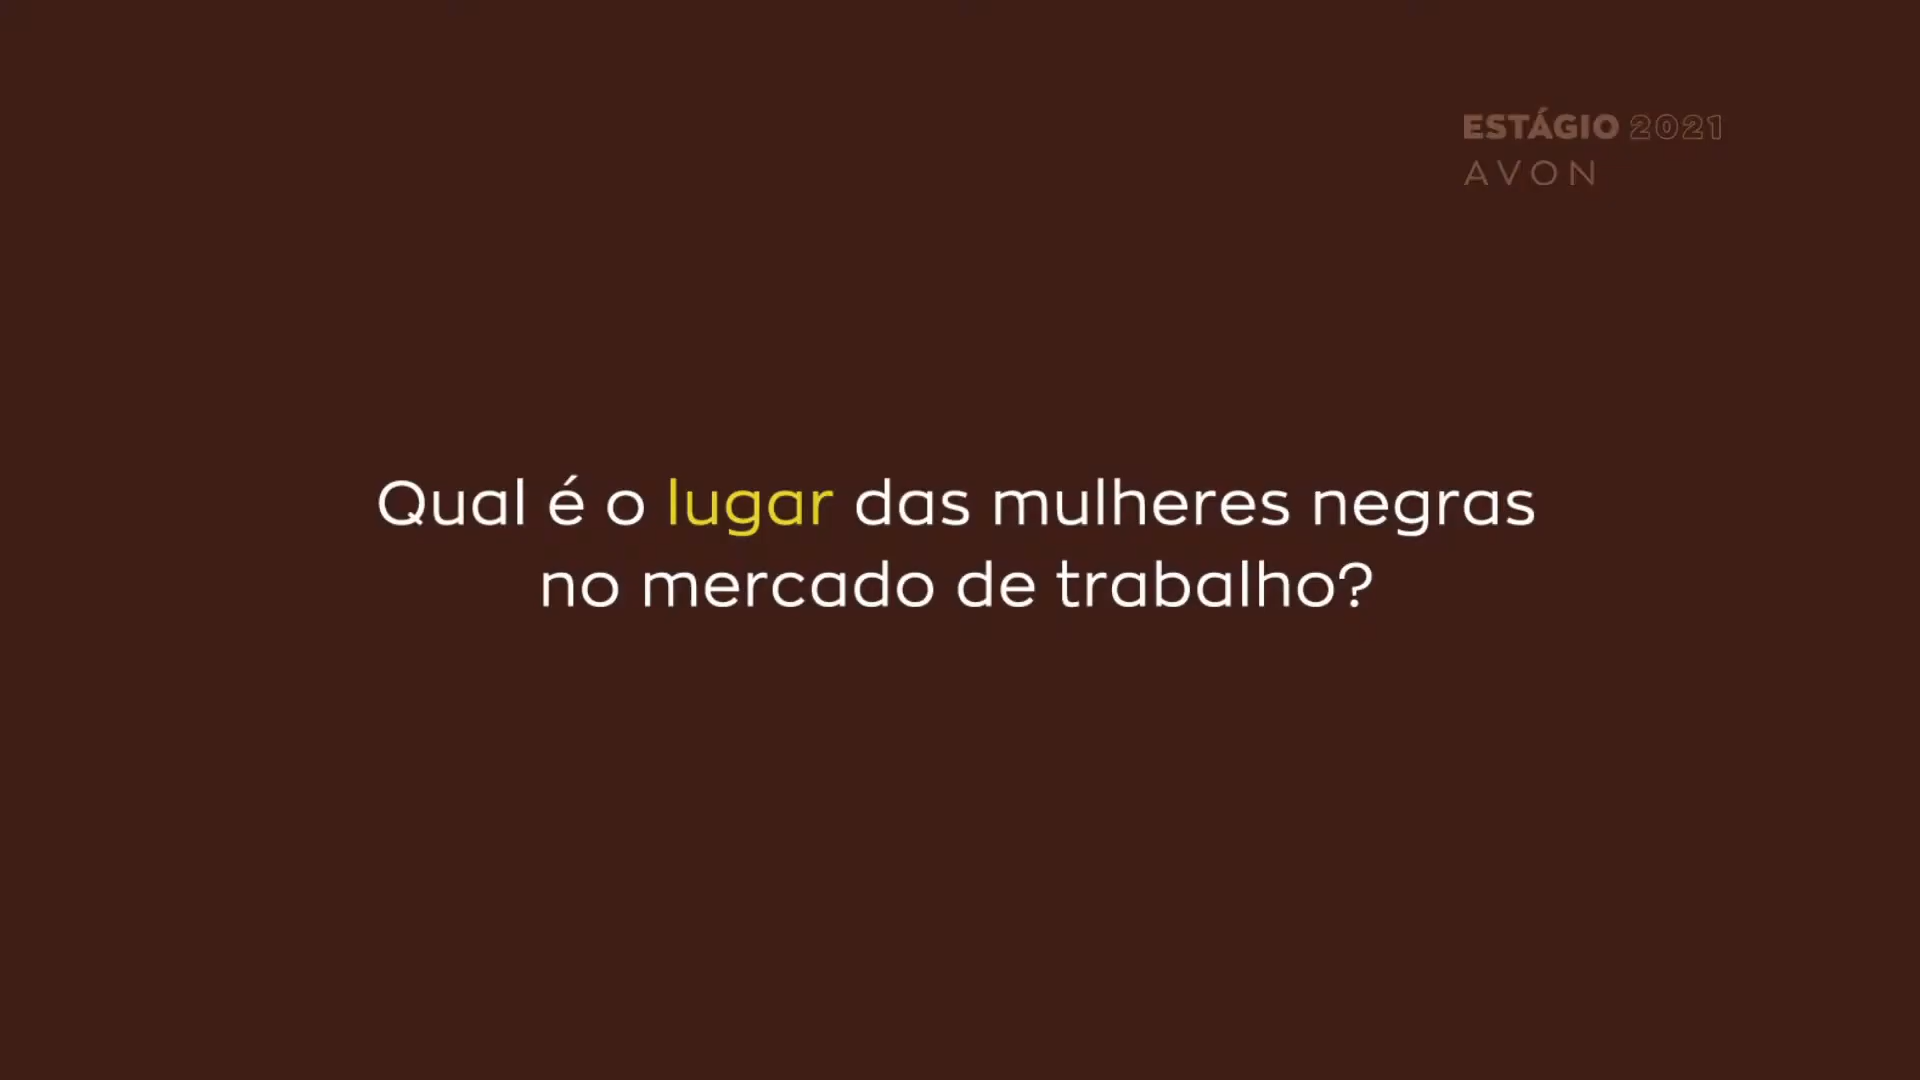 ESTÁGIO 2021
AVON
Qual é o lugar das mulheres negras
no mercado de trabalho?